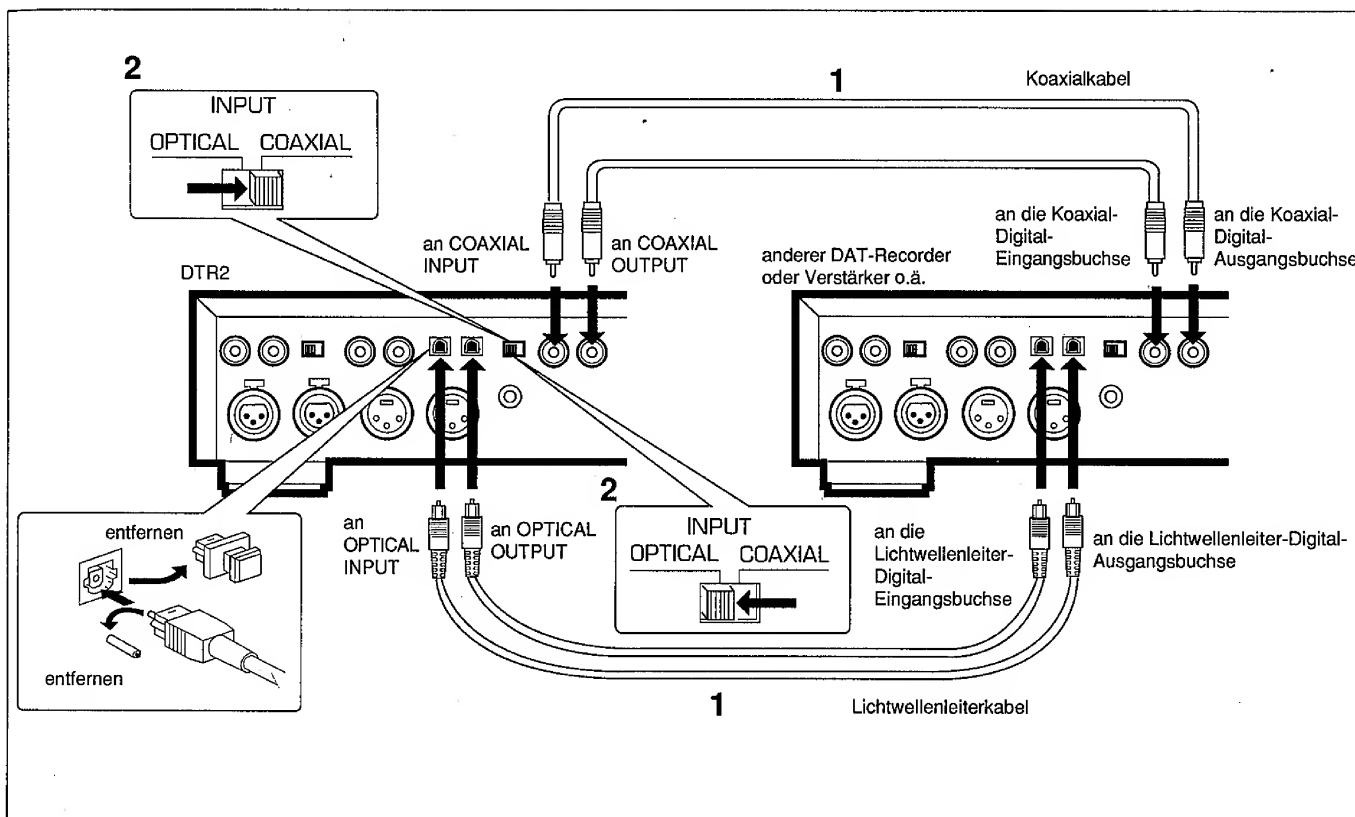 2
INPUT
OPTICAL COAXIAL
1
Koaxialkabel
an COAXIAL
INPUT
an COAXIAL
OUTPUT
an die Koaxial-
Digital-
Eingangsbuchse
an die Koaxial-
Digital-
Ausgangsbuchse
DTR2
anderer DAT-Recorder
oder Verstärker o.ä.
entfernen
entfernen
an
OPTICAL
INPUT
an OPTICAL
OUTPUT
2
INPUT
OPTICAL COAXIAL
an die
Lichtwellenleiter-
Digital-
Eingangsbuchse
an die Lichtwellenleiter-Digital-
Ausgangsbuchse
1
Lichtwellenleiterkabel